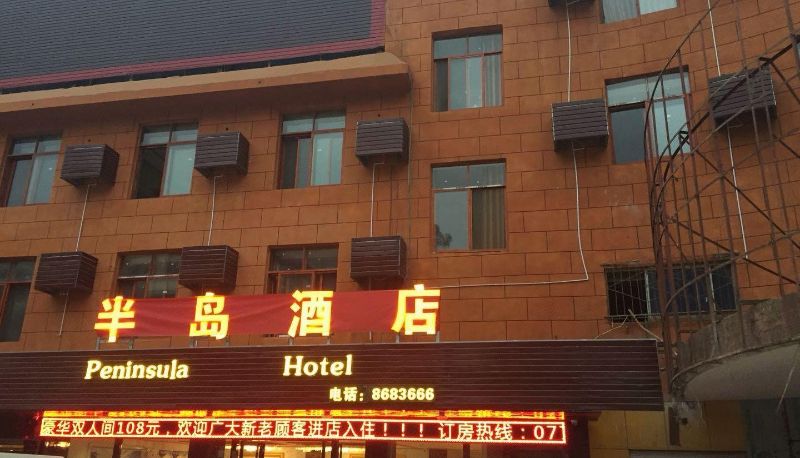 半岛酒店
Peninsula Hotel
电话：8683666
豪华双人间108元，欢迎广大新老顾客进店入住！！！ 订房热线：07